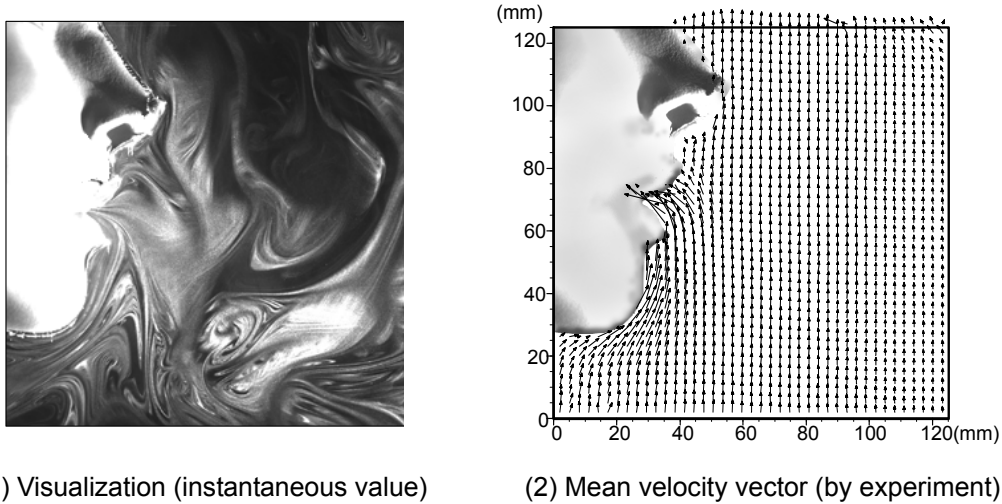 (mm)
120
100
80
60
40
20
0
0 20 40 60 80 100 120(mm)
) Visualization (instantaneous value)
(2) Mean velocity vector (by experiment)